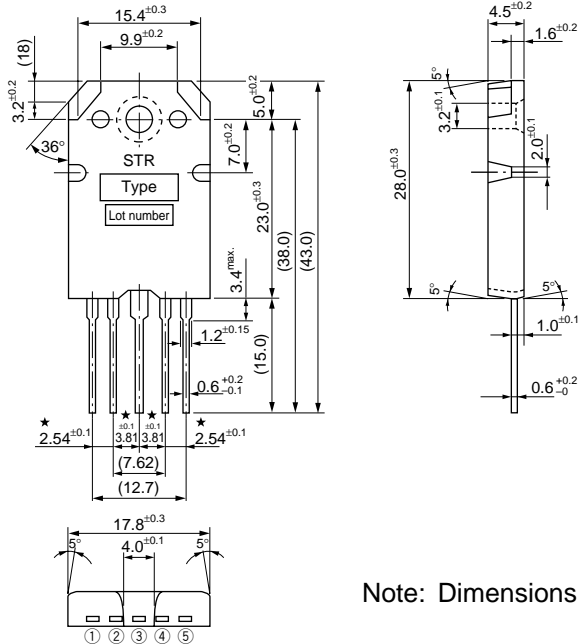 15.4±0.3
9.9±0.2
(18)
3.2±0.2
5.0±0.2
36°
7.0±0.2
STR
Type
Lot number
23.0±0.3
(38.0)
(43.0)
3.4max.
1.2±0.15
(15.0)
0.6 +0.2 −0.1
★ ★ ★ ★
2.54±0.1 3.81±0.1 3.81±0.1 2.54±0.1
(7.62)
(12.7)
4.5±0.2
1.6±0.2
5°
3.2±0.1
2.0±0.1
28.0±0.3
5° 5°
1.0±0.1
0.6 +0.2 −0
17.8±0.3
5° 4.0±0.1 5°
① ② ③ ④ ⑤
Note: Dimensions